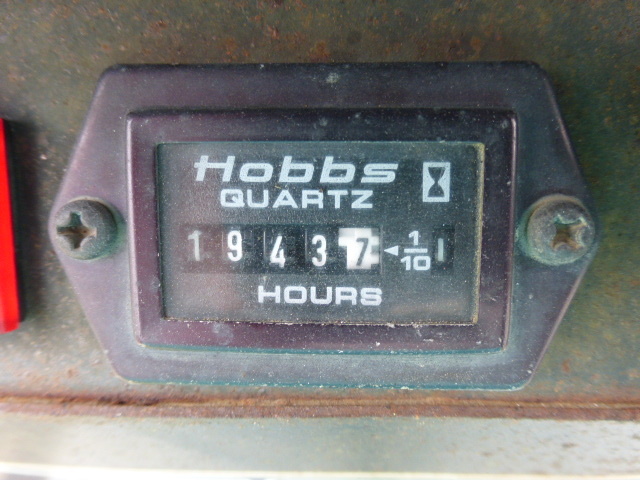 Hobbs
QUARTZ
19437 ◄1/10
HOURS